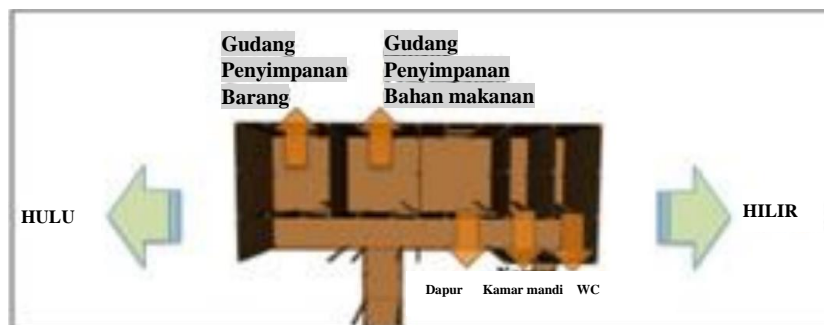 Gudang
Penyimpanan
Barang
Gudang
Penyimpanan
Bahan makanan
HULU
HILIR
Dapur Kamar mandi WC